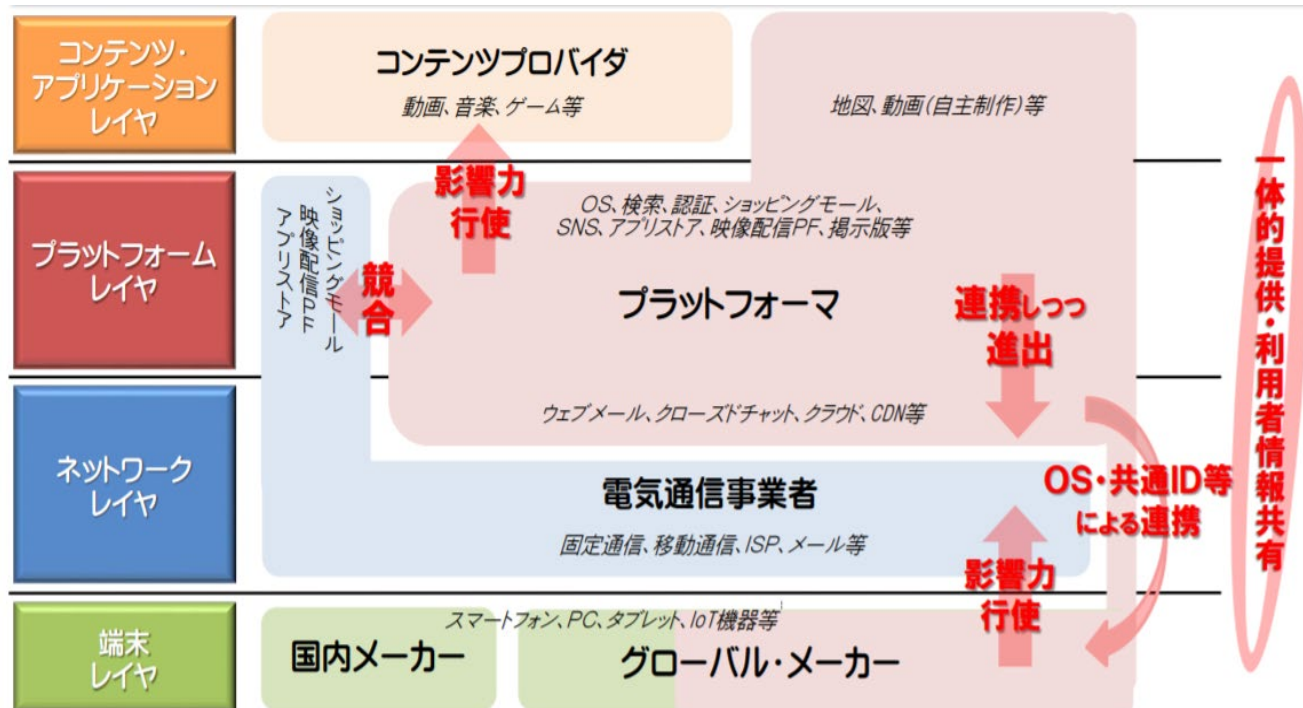 コンテンツ・
アプリケーション
レイヤ
コンテンツプロバイダ
動画、音楽、ゲーム等
地図、動画(自主制作)等
影響力
行使
プラットフォーム
レイヤ
ショッピングモール
映像配信PF
アプリストア
競
合
OS、検索、認証、ショッピングモール、
SNS、アプリストア、映像配信PF、掲示版等
プラットフォーマ
連携しつつ
進出
ウェブメール、クローズドチャット、クラウド、CDN等
ネットワーク
レイヤ
電気通信事業者
固定通信、移動通信、ISP、メール等
OS・共通ID等
による連携
影響力
行使
端末
レイヤ
スマートフォン、PC、タブレット、IoT機器等
国内メーカー
グローバル・メーカー
一体的提供・利用者情報共有